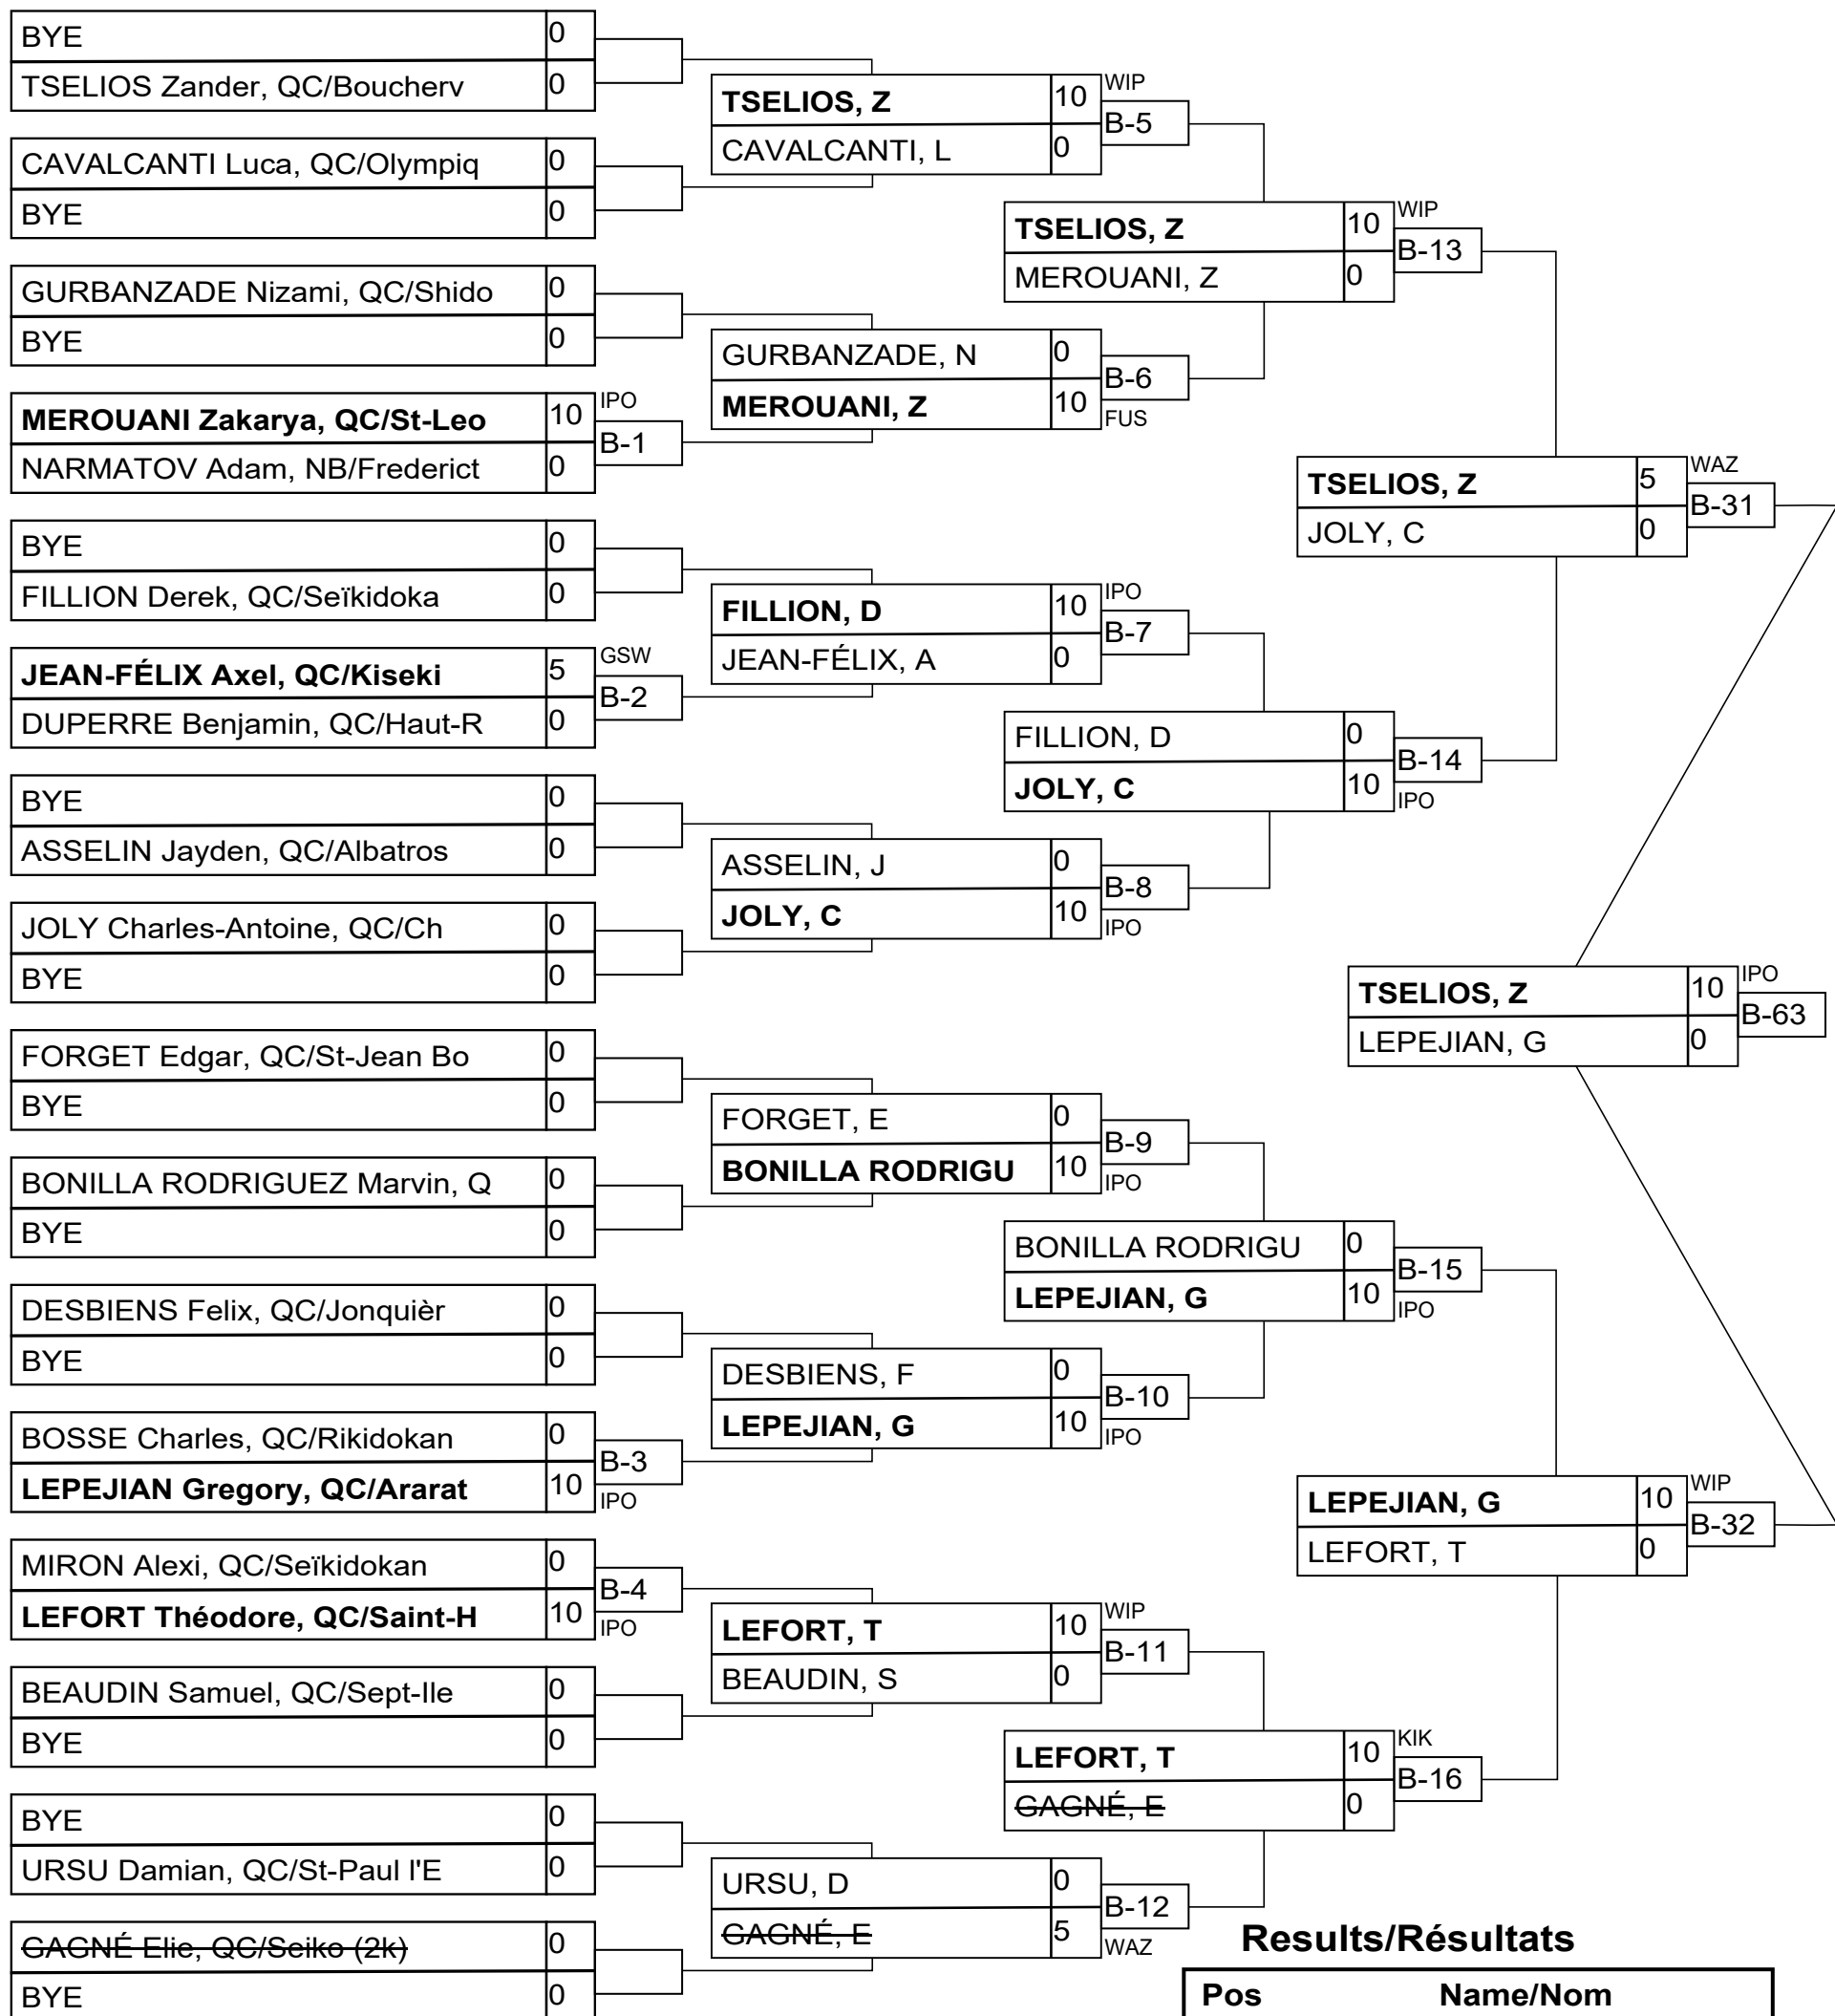 BYE 0
TSELIOS Zander, QC/Boucherv 0
CAVALCANTI Luca, QC/Olympiq 0
BYE 0
GURBANZADE Nizami, QC/Shido 0
BYE 0
MEROUANI Zakarya, QC/St-Leo 10 IPO
B-1
NARMATOV Adam, NB/Frederict 0
BYE 0
FILLION Derek, QC/Seïkidoka 0
JEAN-FÉLIX Axel, QC/Kiseki 5 GSW
B-2
DUPERRE Benjamin, QC/Haut-R 0
BYE 0
ASSELIN Jayden, QC/Albatros 0
JOLY Charles-Antoine, QC/Ch 0
BYE 0
FORGET Edgar, QC/St-Jean Bo 0
BYE 0
BONILLA RODRIGUEZ Marvin, Q 0
BYE 0
DESBIENS Felix, QC/Jonquièr 0
BYE 0
BOSSE Charles, QC/Rikidokan 0
B-3
LEPEJIAN Gregory, QC/Ararat 10 IPO
MIRON Alexi, QC/Seïkidokan 0
B-4
LEFORT Théodore, QC/Saint-H 10 IPO
BEAUDIN Samuel, QC/Sept-Ile 0
BYE 0
BYE 0
URSU Damian, QC/St-Paul l'E 0
GAGNÉ Elie, QC/Seiko (2k) 0
BYE 0
TSELIOS, Z 10 WIP
B-5
CAVALCANTI, L 0
GURBANZADE, N 0
B-6
MEROUANI, Z 10 FUS
FILLION, D 10 IPO
B-7
JEAN-FÉLIX, A 0
ASSELIN, J 0
B-8
JOLY, C 10 IPO
FORGET, E 0
B-9
BONILLA RODRIGU 10 IPO
DESBIENS, F 0
B-10
LEPEJIAN, G 10 IPO
LEFORT, T 10 WIP
B-11
BEAUDIN, S 0
URSU, D 0
B-12
GAGNÉ, E 5 WAZ
TSELIOS, Z 10 WIP
B-13
MEROUANI, Z 0
FILLION, D 0
B-14
JOLY, C 10 IPO
BONILLA RODRIGU 0
B-15
LEPEJIAN, G 10 IPO
LEFORT, T 10 KIK
B-16
GAGNÉ, E 0
TSELIOS, Z 5 WAZ
B-31
JOLY, C 0
LEPEJIAN, G 10 WIP
B-32
LEFORT, T 0
TSELIOS, Z 10 IPO
B-63
LEPEJIAN, G 0
Results/Résultats
Pos Name/Nom